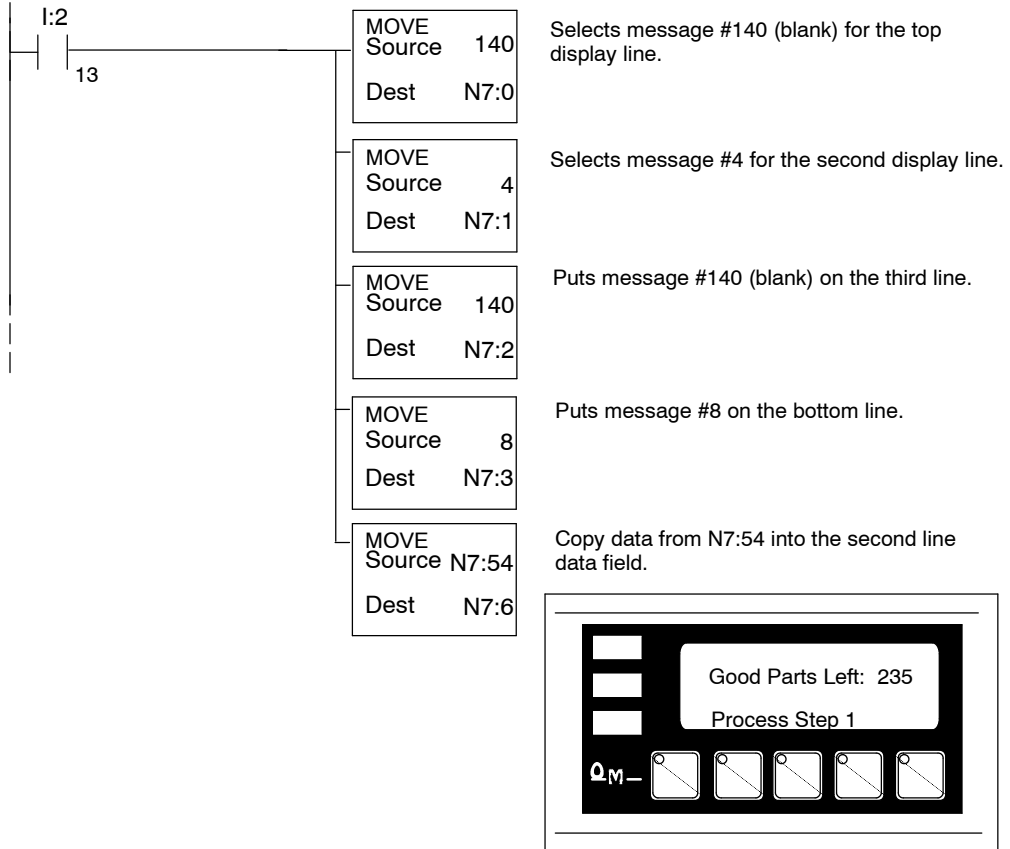 I:2
13
MOVE
Source 140
Dest N7:0
Selects message #140 (blank) for the top
display line.
MOVE
Source 4
Dest N7:1
Selects message #4 for the second display line.
MOVE
Source 140
Dest N7:2
Puts message #140 (blank) on the third line.
MOVE
Source 8
Dest N7:3
Puts message #8 on the bottom line.
MOVE
Source N7:54
Dest N7:6
Copy data from N7:54 into the second line
data field.
Good Parts Left: 235
Process Step 1